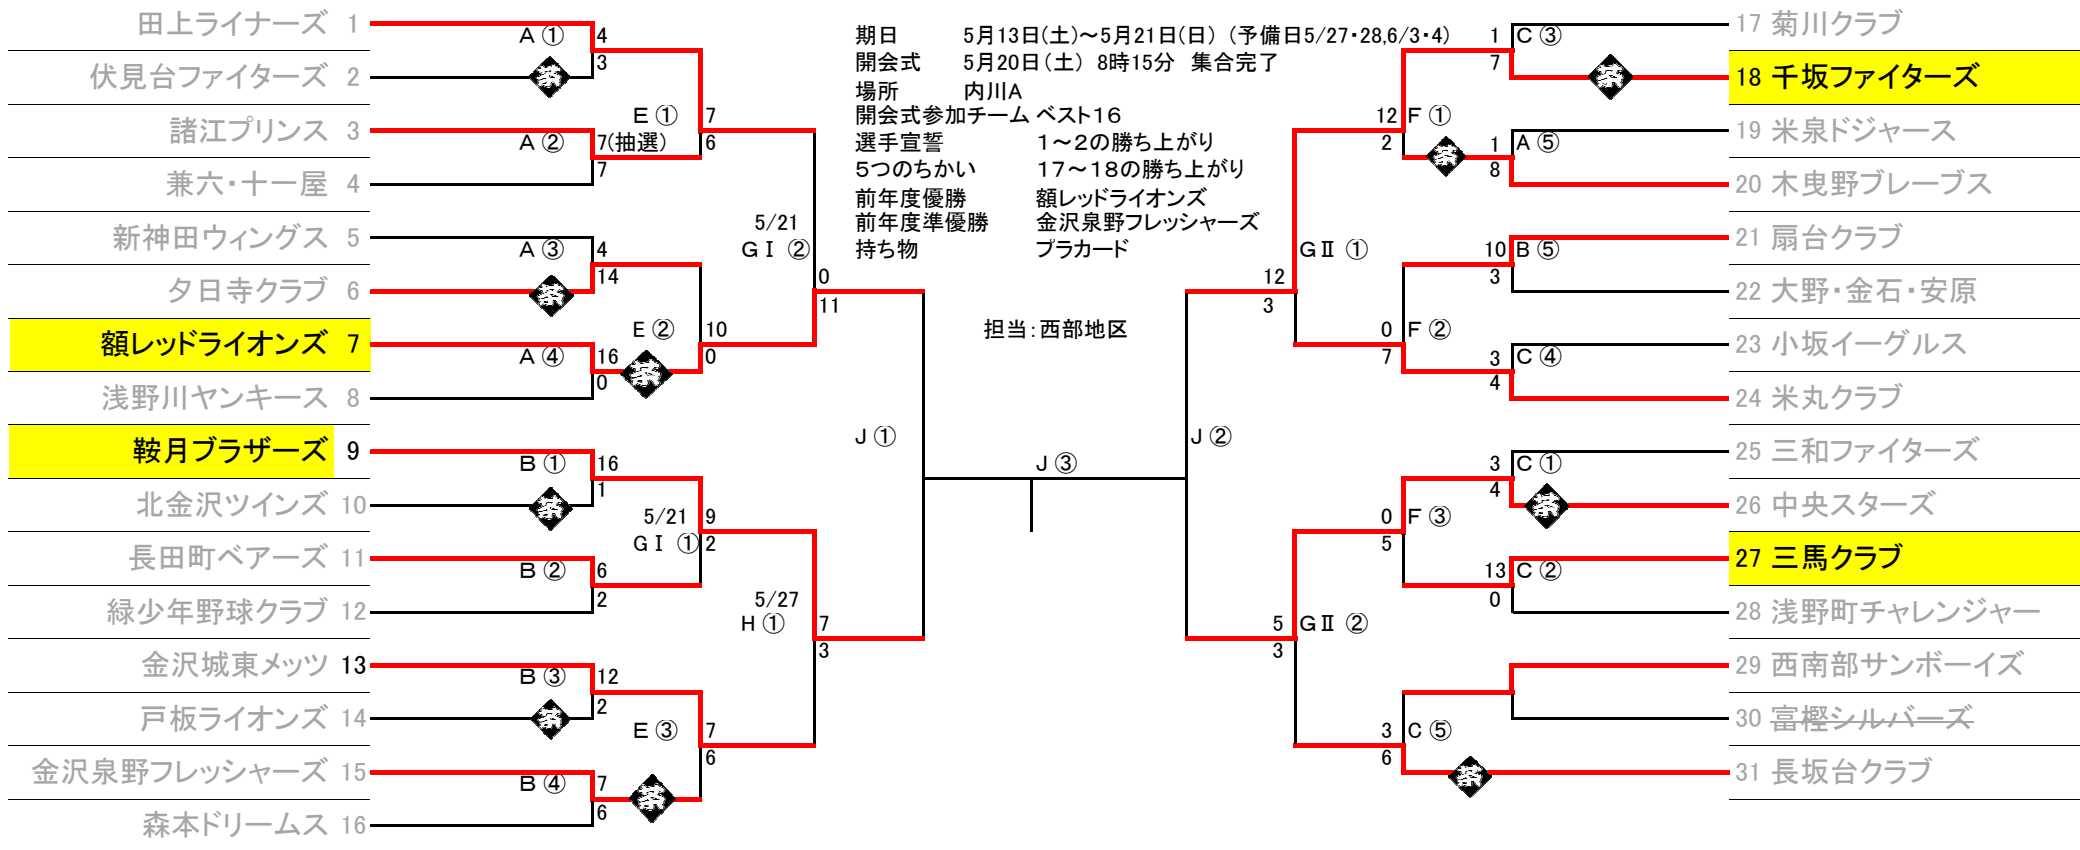 田上ライナーズ 1
伏見台ファイターズ 2
諸江プリンス 3
兼六・十一屋 4
新神田ウィングス 5
夕日寺クラブ 6
額レッドライオンズ 7
浅野川ヤンキース 8
鞍月ブラザーズ 9
北金沢ツインズ 10
長田町ベアーズ 11
緑少年野球クラブ 12
金沢城東メッツ 13
戸板ライオンズ 14
金沢泉野フレッシャーズ 15
森本ドリームス 16
A ① 4
3
A ② 7(抽選)
7
A ③ 4
14
A ④ 16
0
B ① 16
1
B ② 6
2
B ③ 12
2
B ④ 7
6
E ① 7
6
E ② 10
0
5/21 9
GⅠ ① 2
E ③ 7
6
5/21
GⅠ ② 0
11
5/27
H ① 7
3
J ①
J ③
J ②
期日 5月13日(土)～5月21日(日) (予備日5/27・28,6/3・4)
開会式 5月20日(土) 8時15分 集合完了
場所 内川A
開会式参加チーム ベスト16
選手宣誓 1～2の勝ち上がり
5つのちかい 17～18の勝ち上がり
前年度優勝 額レッドライオンズ
前年度準優勝 金沢泉野フレッシャーズ
持ち物 プラカード
担当:西部地区
12 GⅡ ①
3
5 GⅡ ②
3
12 F ①
2
0 F ②
7
0 F ③
5
3 C ⑤
6
1 C ③
7
1 A ⑤
8
10 B ⑤
3
3 C ④
4
3 C ①
4
13 C ②
0
17 菊川クラブ
18 千坂ファイターズ
19 米泉ドジャース
20 木曳野ブレーブス
21 扇台クラブ
22 大野・金石・安原
23 小坂イーグルス
24 米丸クラブ
25 三和ファイターズ
26 中央スターズ
27 三馬クラブ
28 浅野町チャレンジャー
29 西南部サンボーイズ
30 富樫シルバーズ
31 長坂台クラブ